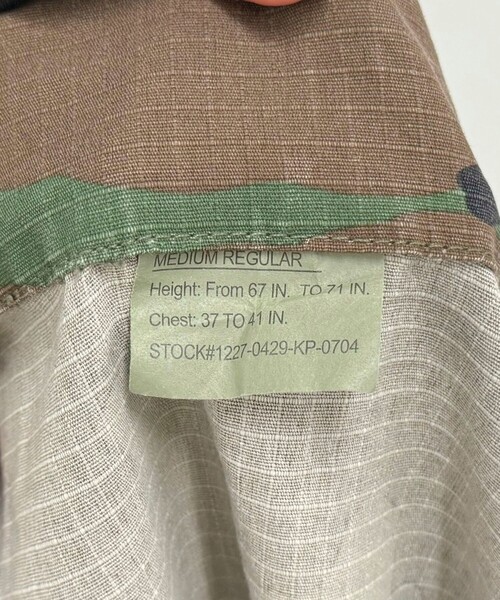 MEDIUM REGULAR
Height: From 67 IN. TO 71 IN.
Chest: 37 TO 41 IN.
STOCK#1227-0429-KP-0704